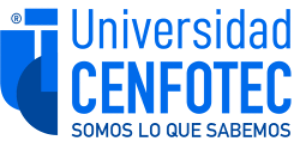 ®
Universidad
CENFOTEC
SOMOS LO QUE SABEMOS